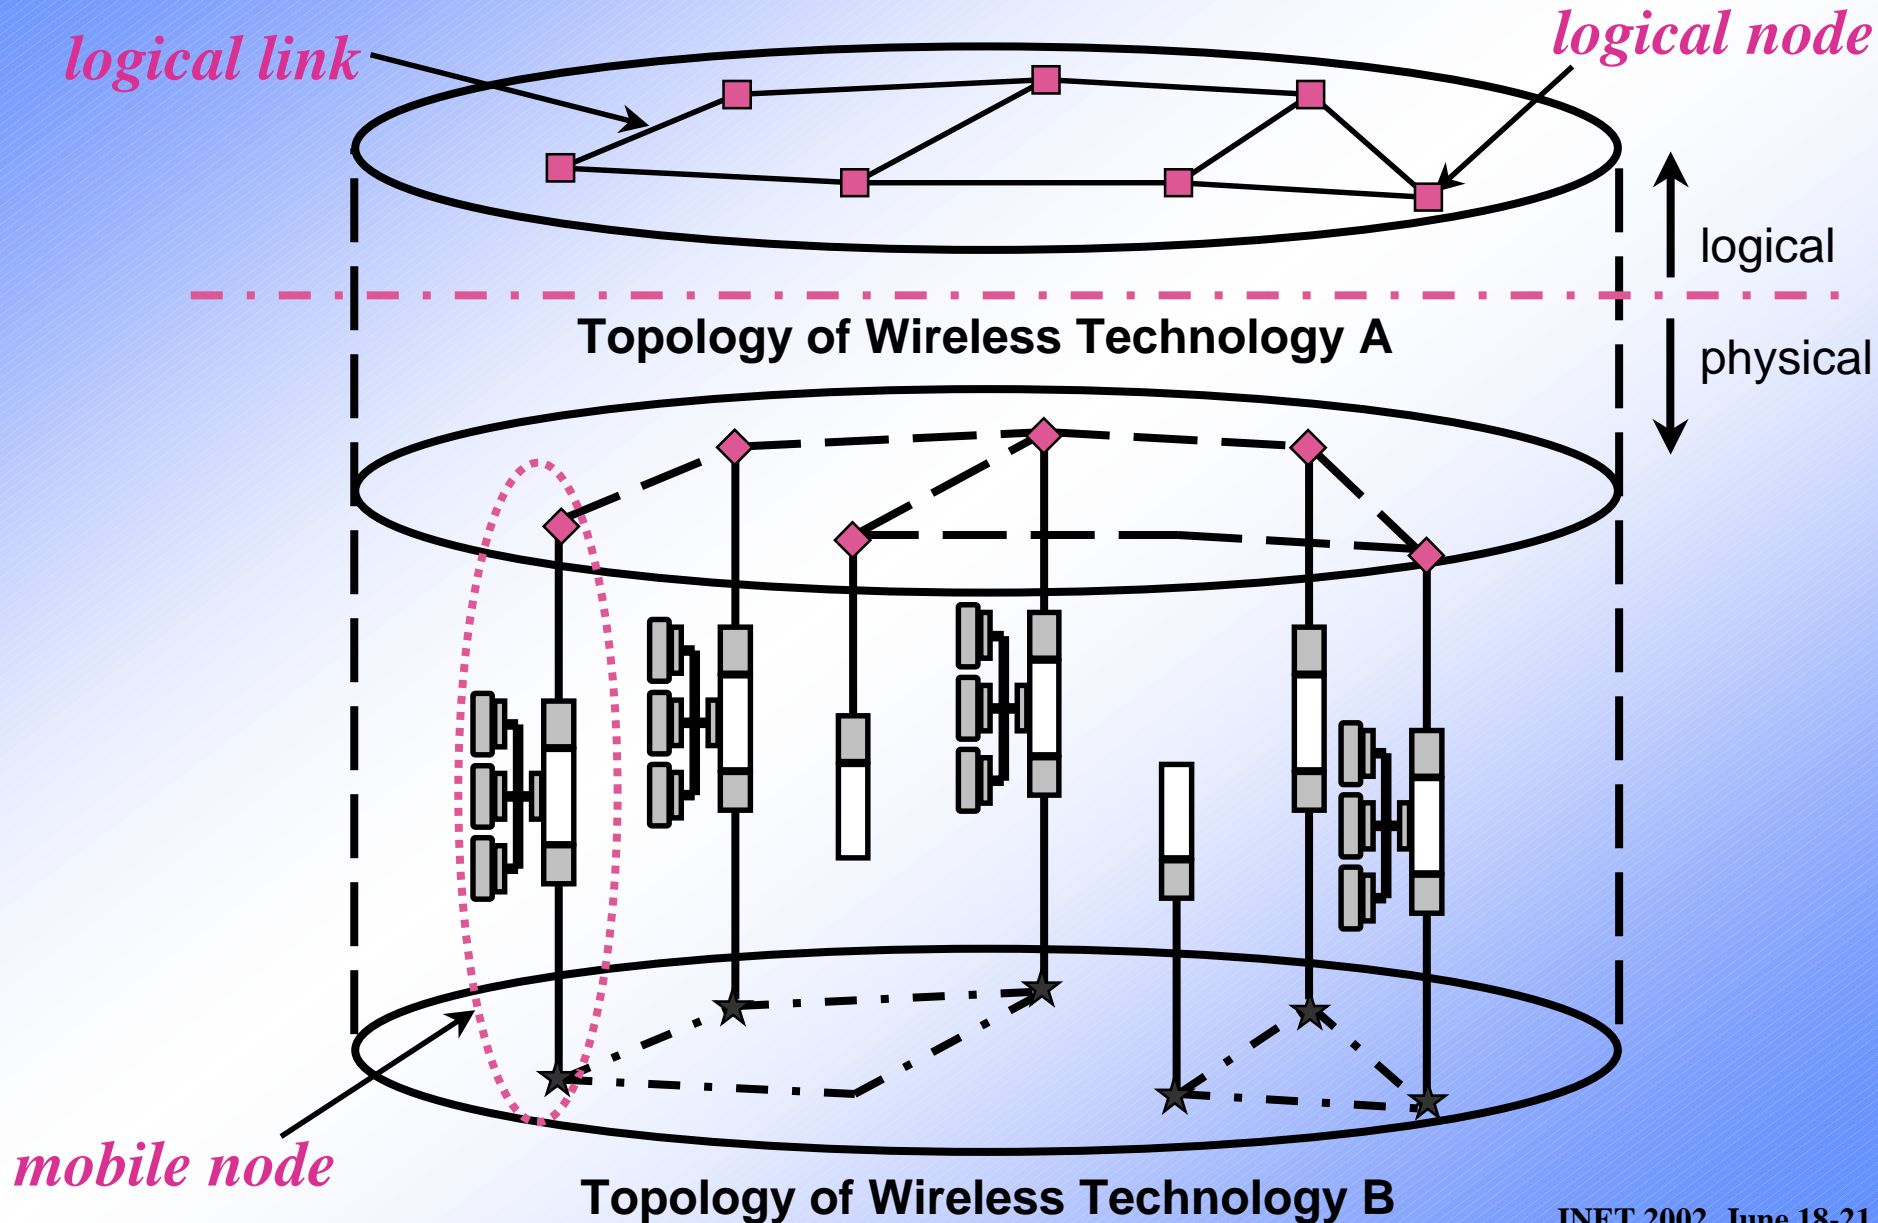 logical link
logical node
logical
Topology of Wireless Technology A
physical
mobile node
Topology of Wireless Technology B
INET 2002, June 18-21